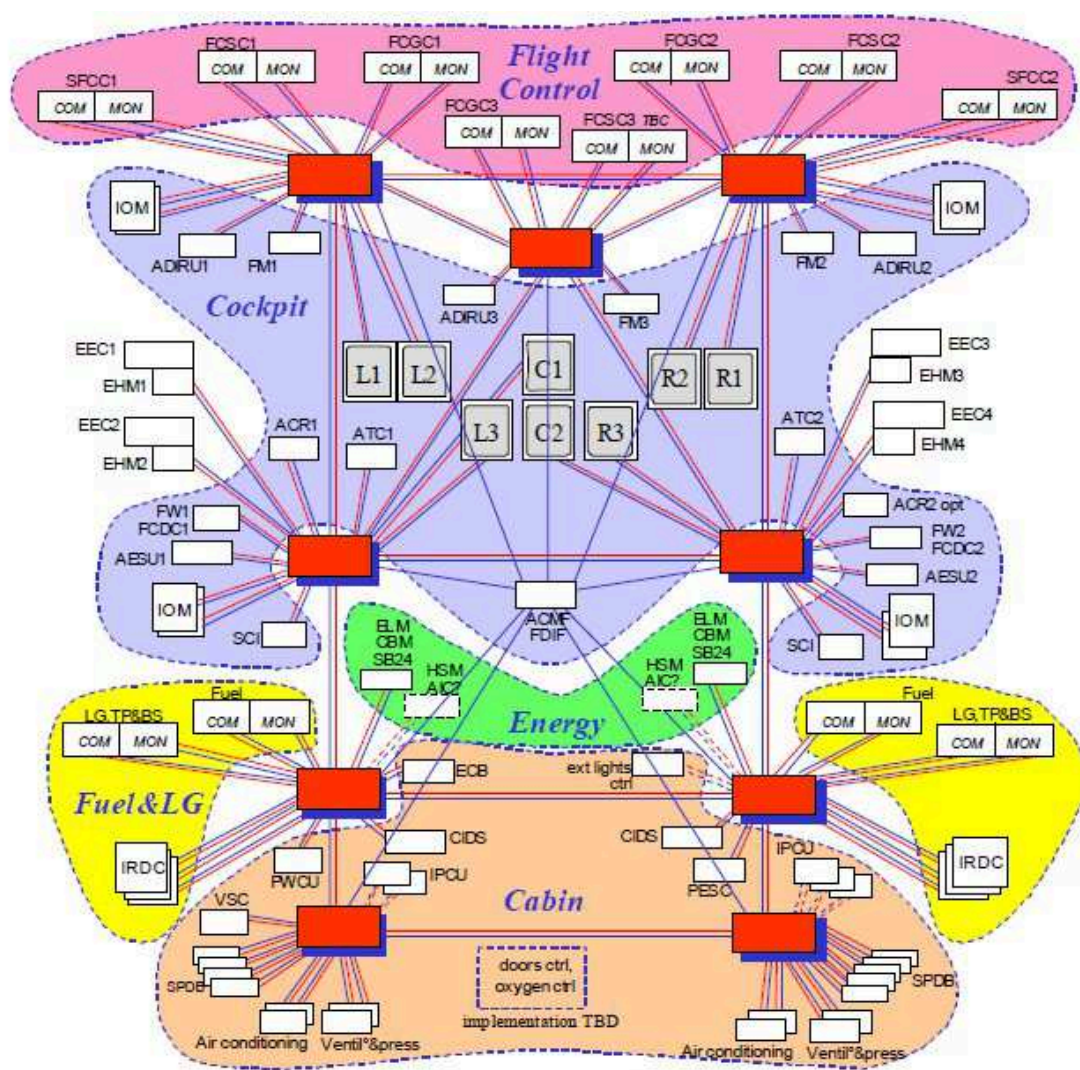 FCSC1
FCGC1
Flight
Control
FCGC2
FCSC2
SFCC1
COM MON
COM MON
COM MON
COM MON
SFCC2
COM MON
FCGC3
COM MON
FCSC3 TBC
COM MON
COM MON
IOM
IOM
ADIRU1
FM1
FM2
ADIRU2
Cockpit
ADIRU3
FM3
EEC1
EHM1
L1
L2
C1
R2
R1
EEC3
EHM3
EEC2
EHM2
ACR1
ATC1
L3
C2
R3
ATC2
EEC4
EHM4
FW1
FCDC1
ACR2 opt
FW2
FCDC2
AESU1
AESU2
IOM
IOM
SCI
ACMF
FDIF
SCI
ELM
CBM
SB24
HSM
AIC?
ELM
CBM
SB24
HSM
AIC?
Energy
Fuel
COM MON
LG,TP&BS
COM MON
Fuel
COM MON
LG,TP&BS
COM MON
ECB
ext lights
ctrl
Fuel&LG
CIDS
CIDS
IRDC
PWCU
IPCU
PESC
IPCU
IRDC
VSC
Cabin
SPDB
SPDB
doors ctrl,
oxygen ctrl
implementation TBD
Air conditioning
Ventil°&press
Air conditioning
Ventil°&press